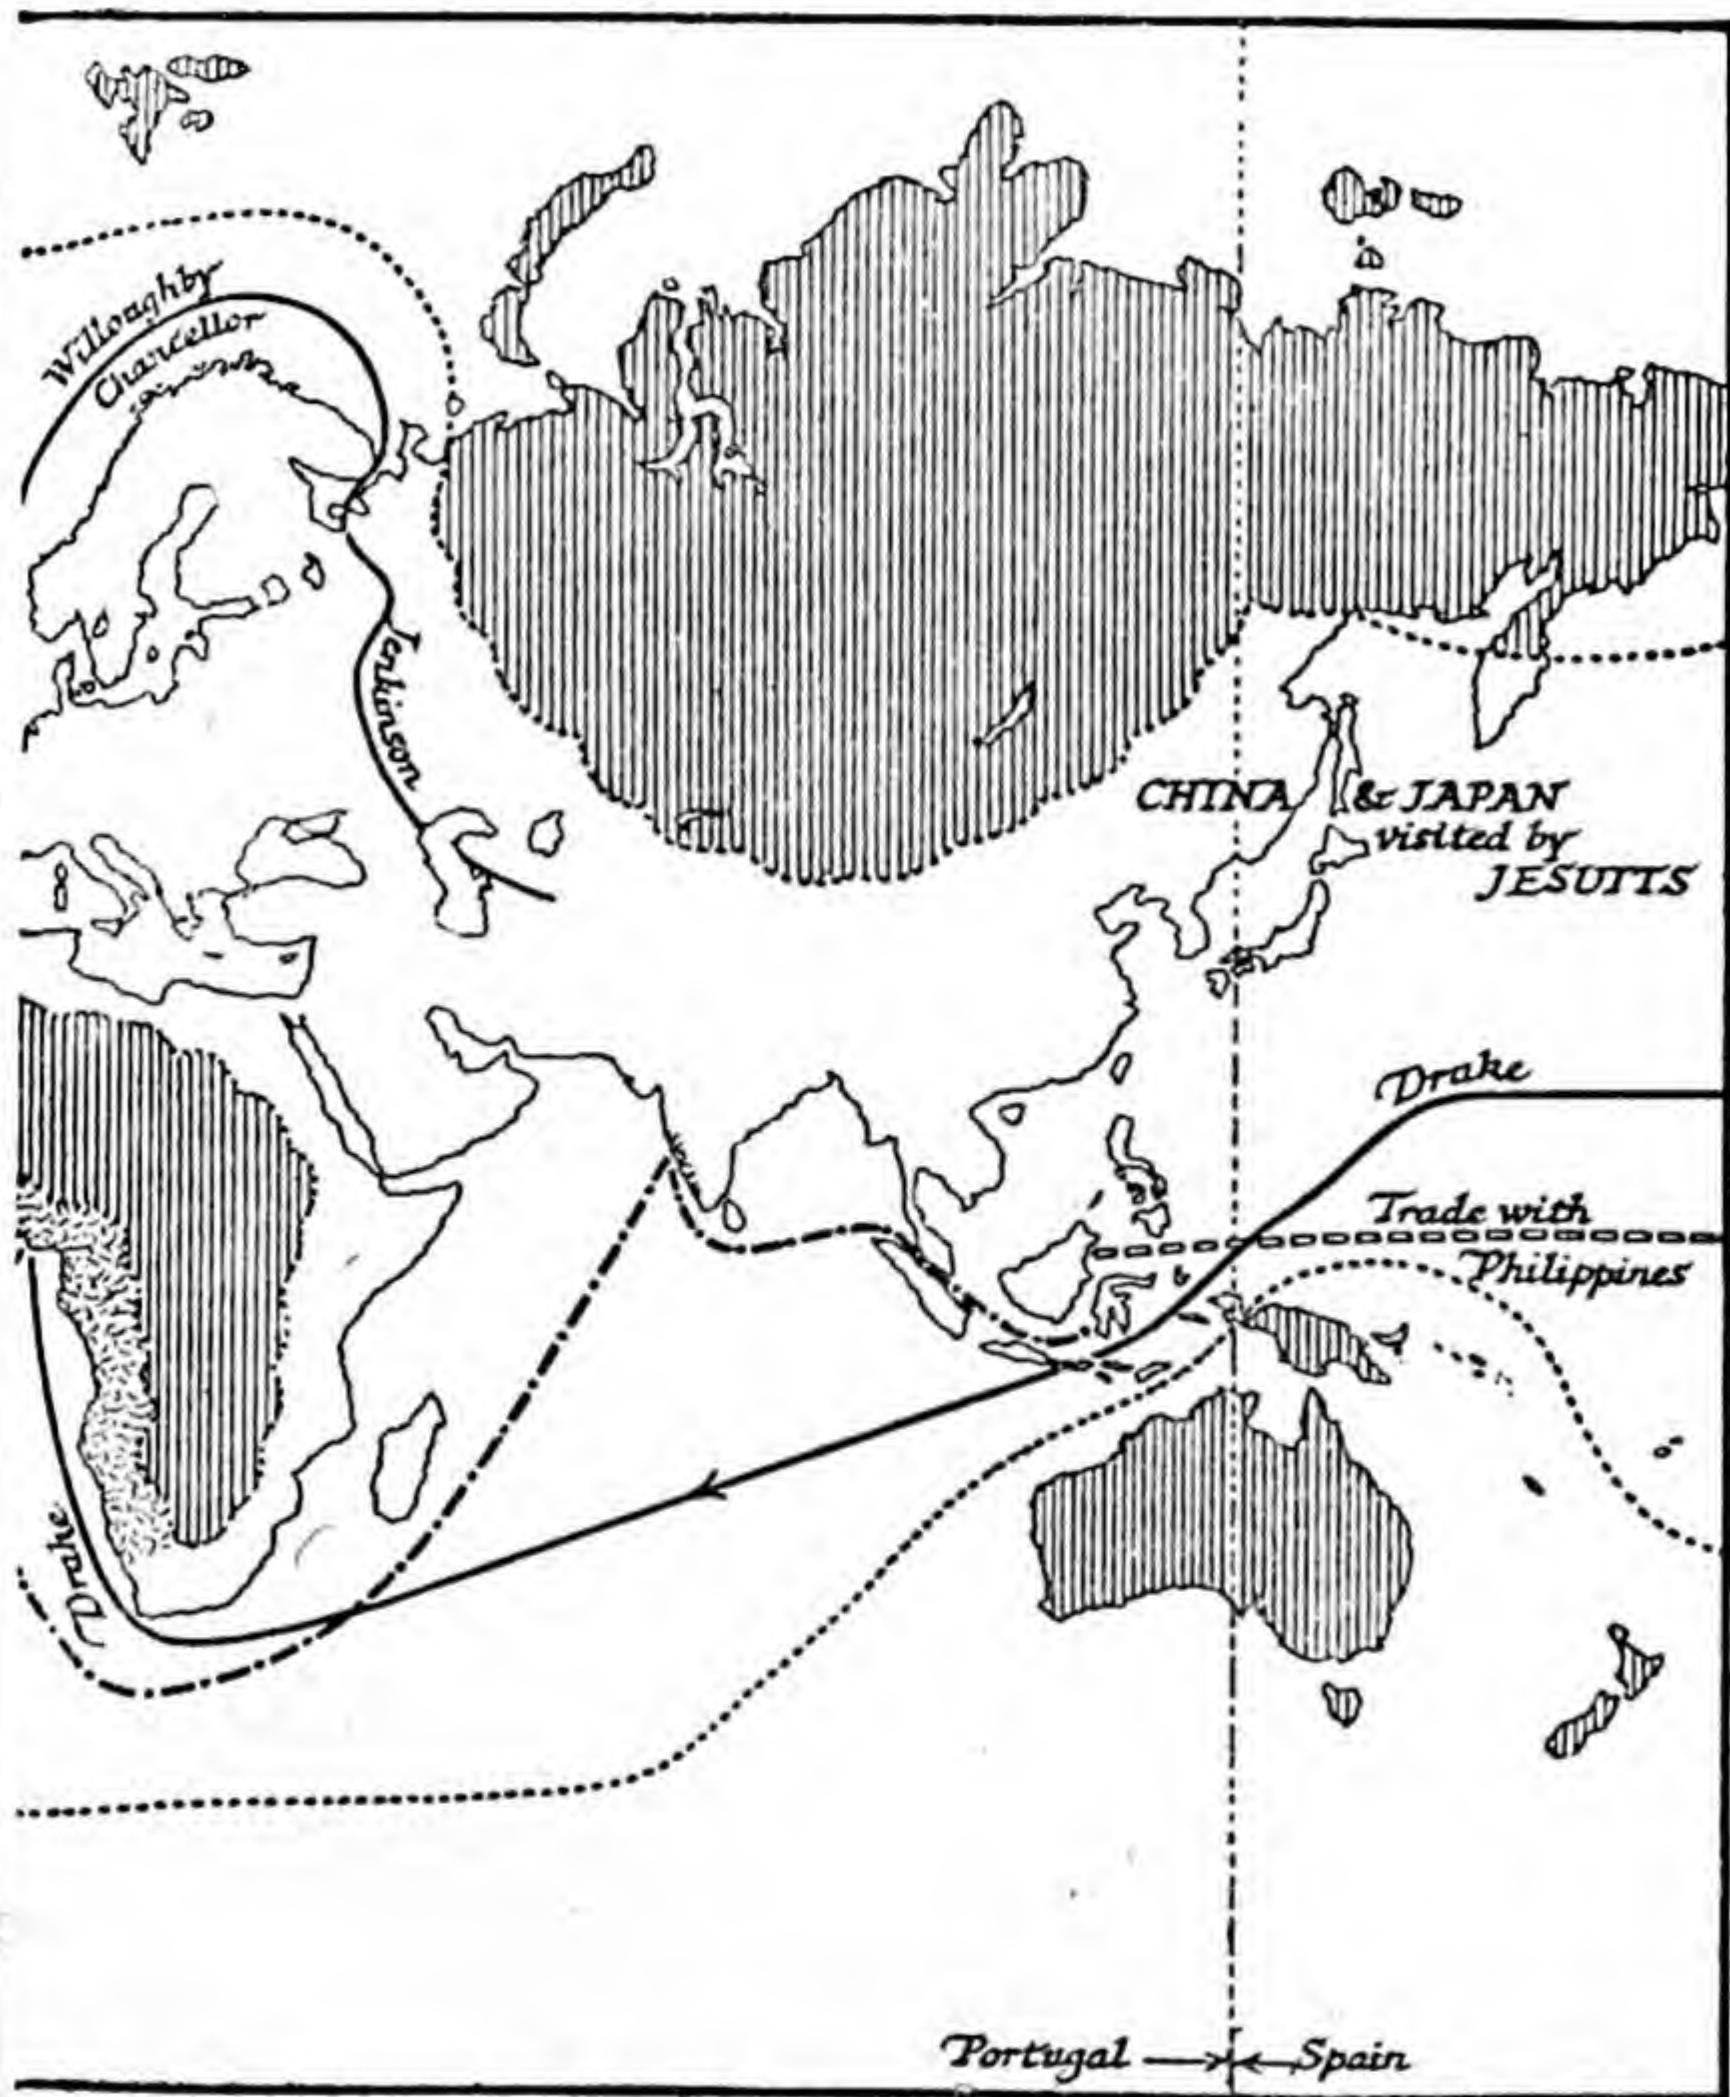 Willoughby
Chancellor
Jenkinson
CHINA & JAPAN
visited by
JESUITS
Drake
Trade with
Philippines
Drake
Portugal Spain